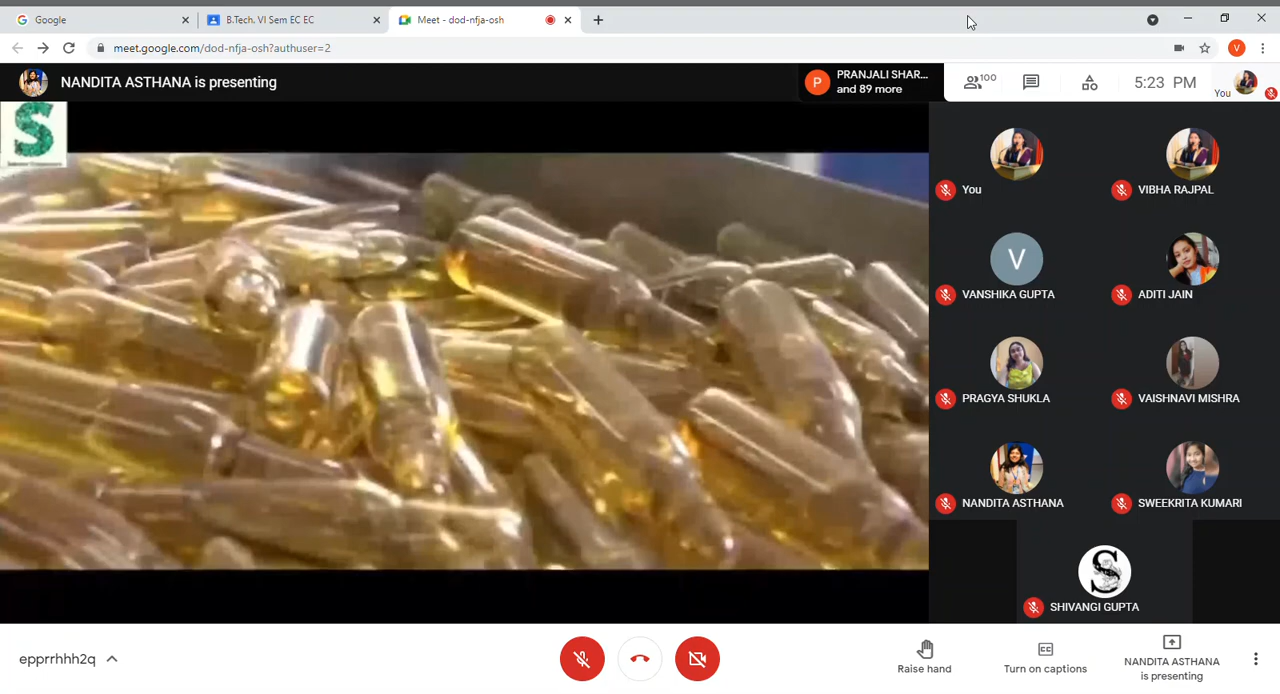 Google
B.Tech. VI Sem EC EC
Meet - dod-nfja-osh
meet.google.com/dod-nfja-osh?authuser=2
V
NANDITA ASTHANA is presenting
P
PRANJALI SHAR...
and 89 more
100
5:23 PM
You
S
You
VIBHA RAJPAL
V
VANSHIKA GUPTA
ADITI JAIN
PRAGYA SHUKLA
VAISHNAVI MISHRA
NANDITA ASTHANA
SWEEKRITA KUMARI
S
SHIVANGI GUPTA
epprrhhh2q
Raise hand
Turn on captions
NANDITA ASTHANA
is presenting